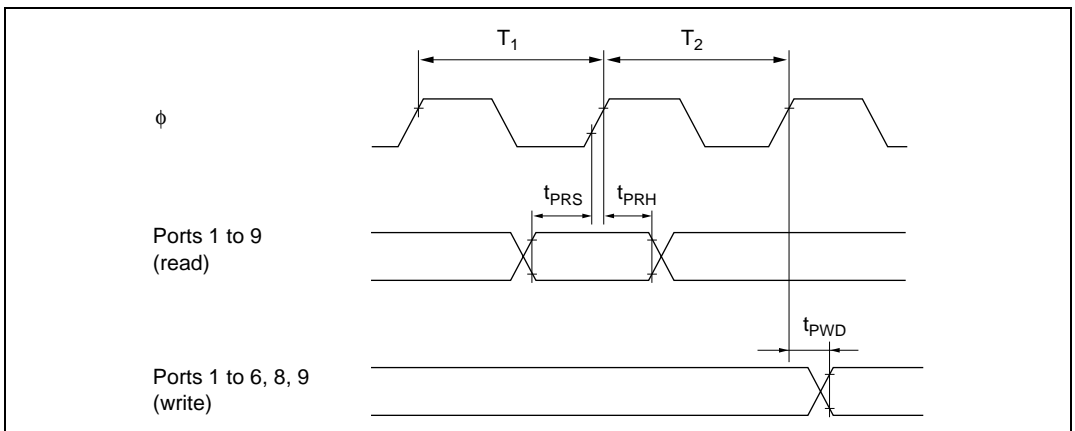 T1
T2
ϕ
tPRS
tPRH
Ports 1 to 9
(read)
tPWD
Ports 1 to 6, 8, 9
(write)